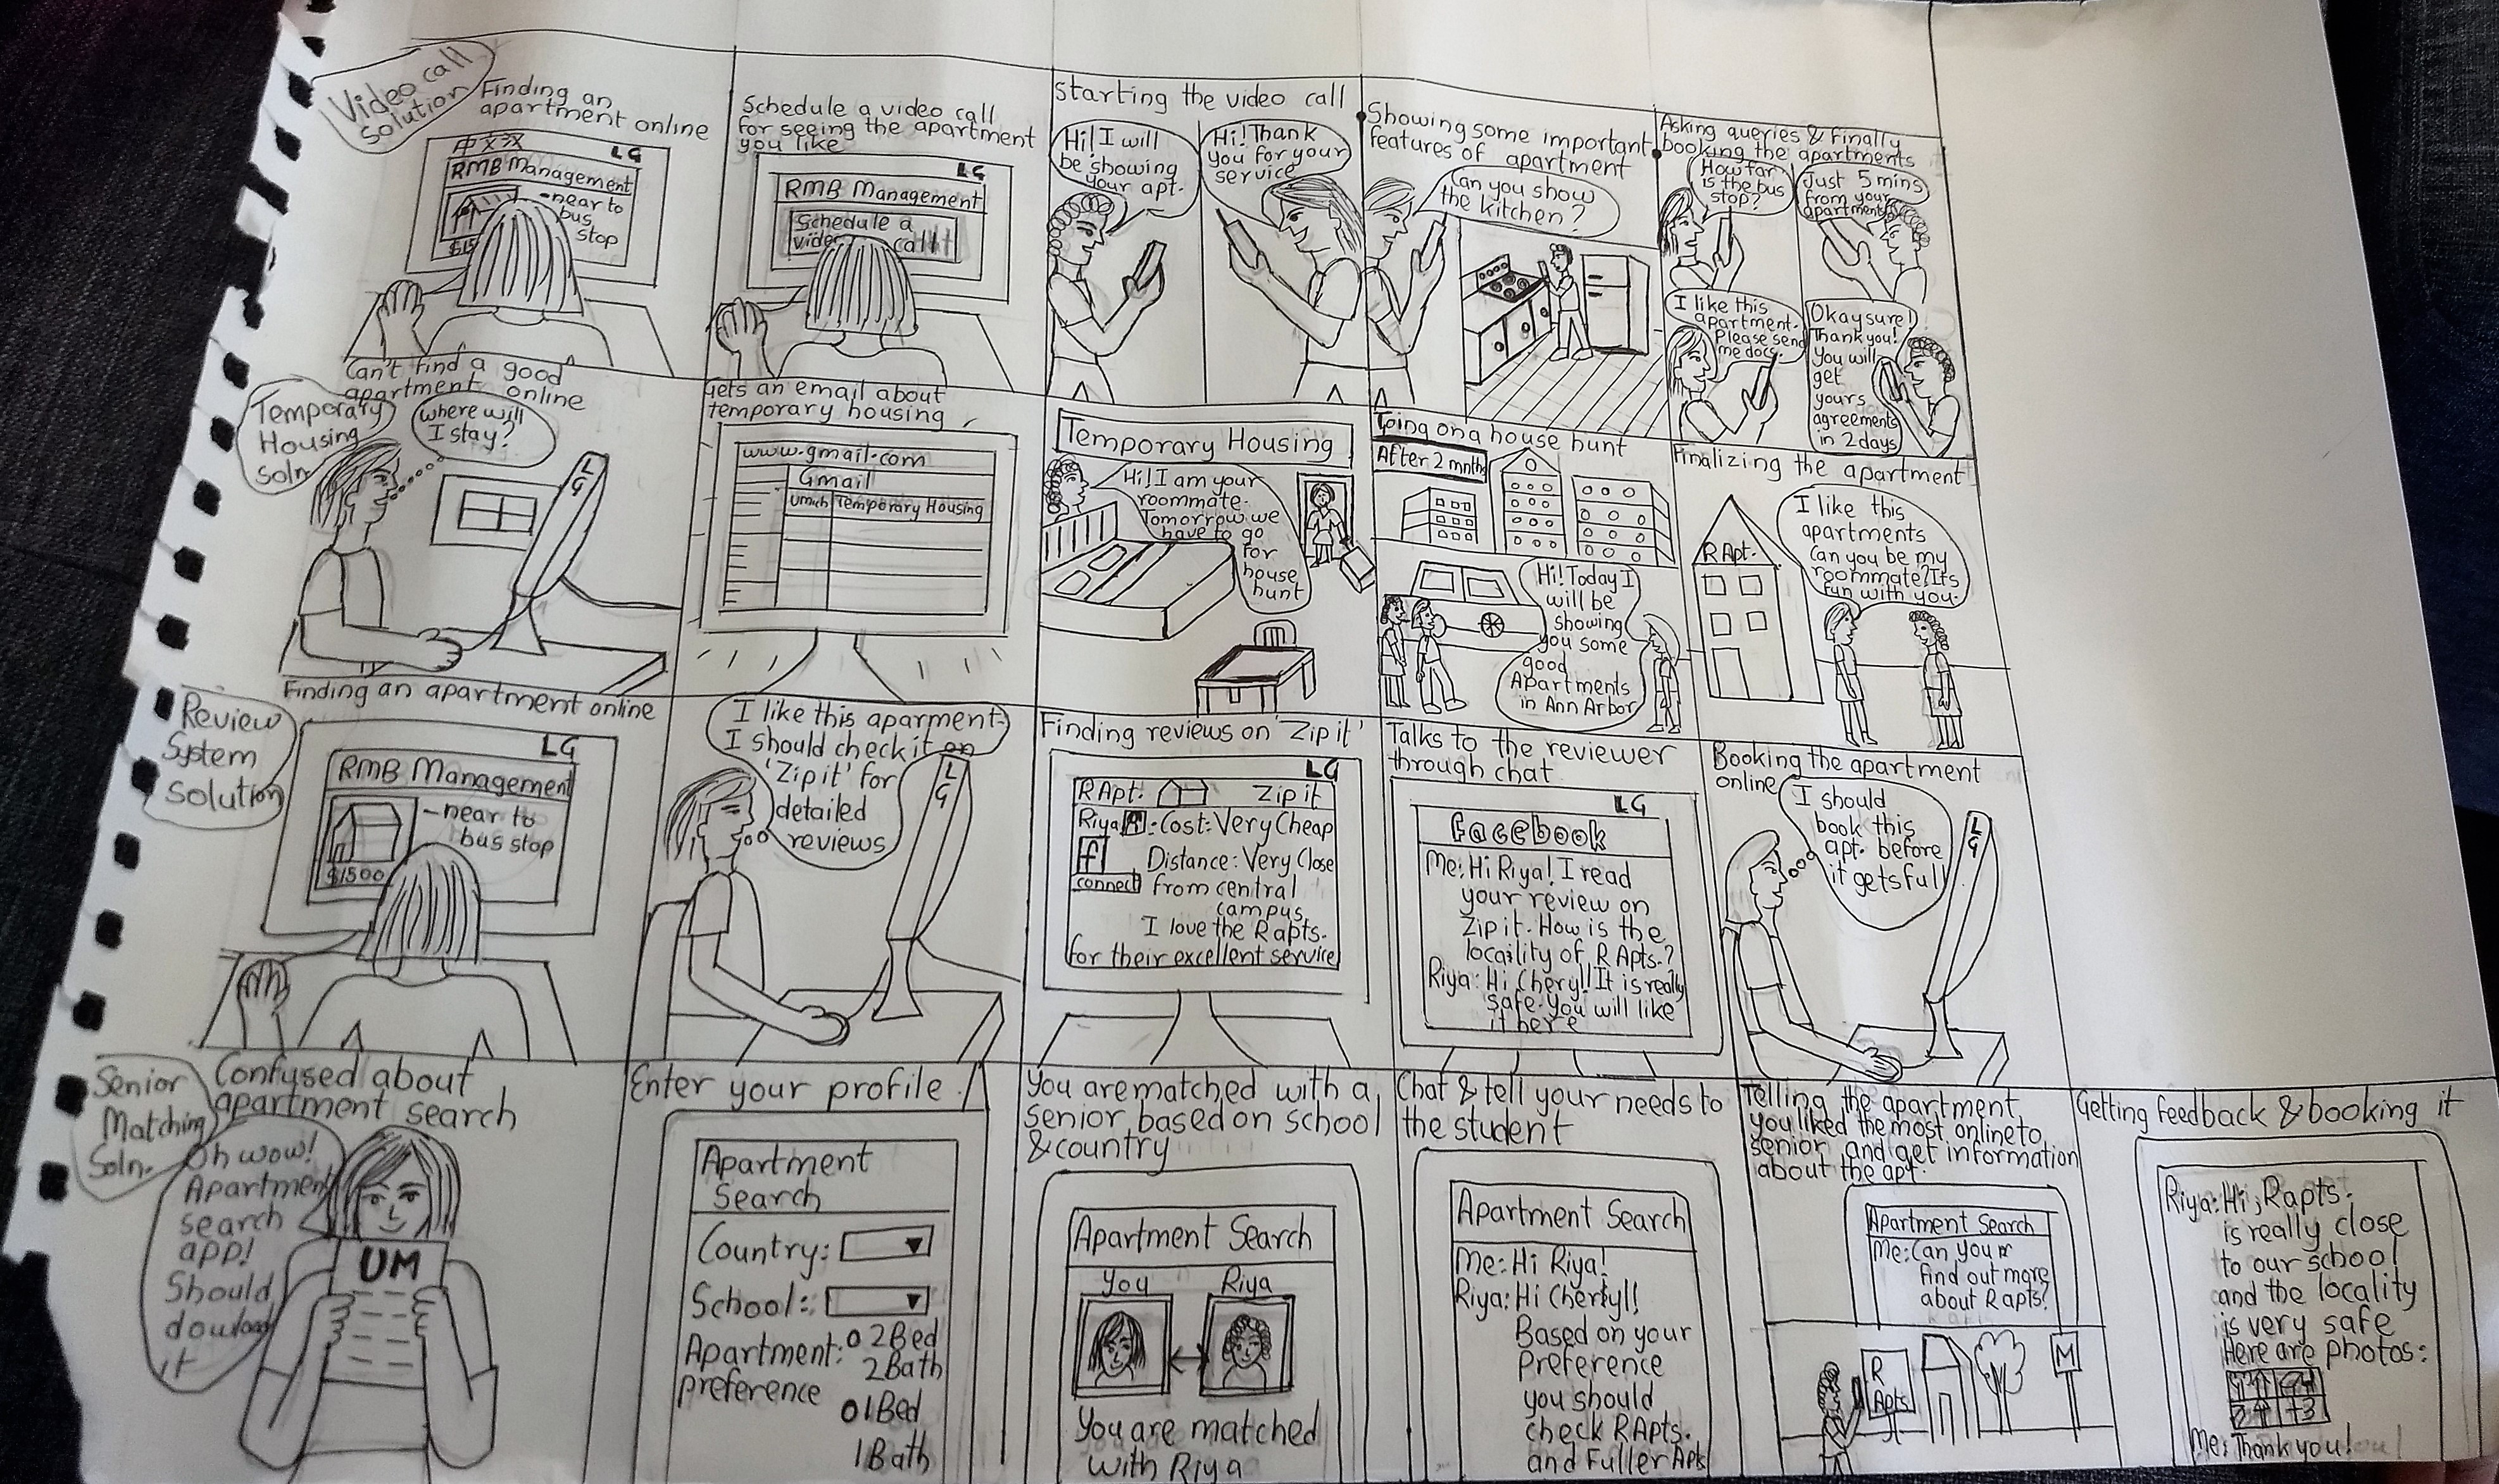 Video call
solution
Finding an
apartment online
中文汉
LG
RMB Management
-near to
bus
stop
$15
Schedule a video call
for seeing the apartment
you like
LG
RMB Management
Schedule a
video call
Starting the video call
Hi! I will
be showing
your apt.
Hi! Thank
you for your
service
Showing some important
features of apartment
Can you show
the kitchen?
Asking queries & finally
booking the apartments
How far
is the bus
stop?
Just 5 mins
from your
apartment
I like this
apartment.
Please send
me docs.
Okay sure!
Thank you!
You will
get
yours
agreements
in 2 days
Temporary
Housing
Soln
Can't find a good
apartment online
Where will
I stay?
LG
Gets an email about
temporary housing
www.gmail.com
Gmail
Umich Temporary Housing
Temporary Housing
Hi! I am your
roommate.
Tomorrow we
have to go
for
house
hunt
Going on a house hunt
After 2 mnths
Hi! Today I
will be
showing
you some
good
Apartments
in Ann Arbor
Finalizing the apartment
R Apt.
I like this
apartments
Can you be my
roommate? Its
fun with you.
Review
System
Solution
Finding an apartment online
LG
RMB Management
-near to
bus stop
$1500
I like this aparment.
I should check it on
'Zip it' for
detailed
reviews
LG
Finding reviews on 'Zip it'
LG
R Apt. Zip it
Riya: Cost: Very Cheap
f
connect
Distance: Very Close
from central
campus
I love the R apts.
for their excellent service
Talks to the reviewer
through chat
LG
Facebook
Me: Hi Riya! I read
your review on
Zip it. How is the
locaility of R Apts.?
Riya: Hi Cheryl! It is really
safe. You will like
it here
Booking the apartment
online
I should
book this
apt. before
it gets full
LG
Senior
Matching
Soln.
Confused about
apartment search
Oh wow!
Apartment
search
app!
Should
download
it
UM
Enter your profile
Apartment
Search
Country:
School:
Apartment:
preference
2 Bed
2 Bath
1 Bed
1 Bath
You are matched with a
senior based on school
& country
Apartment Search
You Riya
You are matched
with Riya
Chat & tell your needs to
the student
Apartment Search
Me: Hi Riya!
Riya: Hi Cheryl!
Based on your
Preference
you should
check R Apts.
and Fuller Apts
Telling the apartment
you liked the most online to
senior and get information
about the apt.
Apartment Search
Me: Can you
find out more
about R apts?
R
Apts
M
Getting feedback & booking it
Riya: Hi, R apts.
is really close
to our school
and the locality
is very safe
Here are photos:
Me: Thank you!